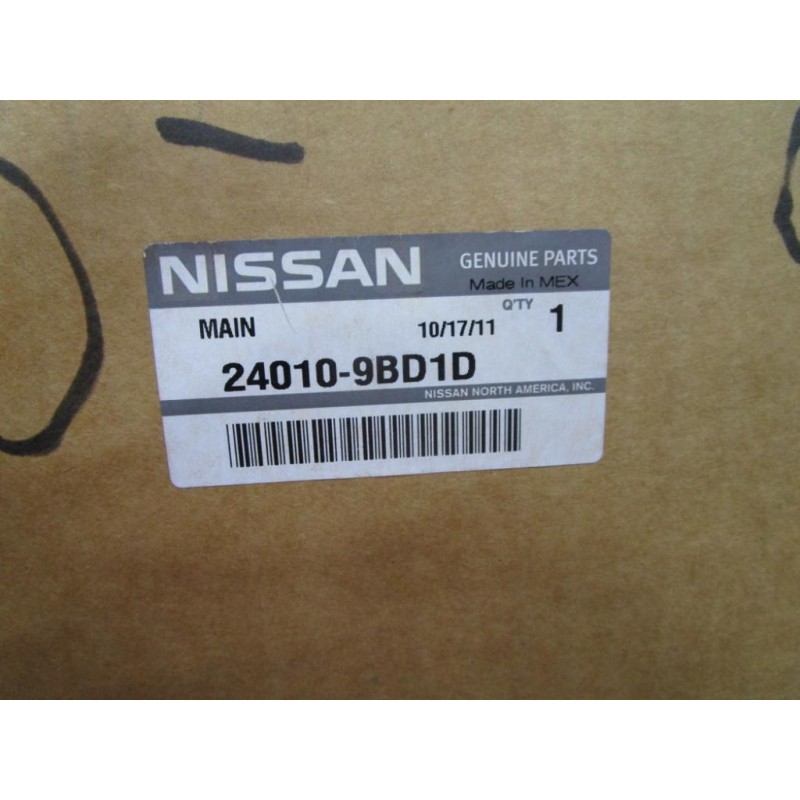 NISSAN GENUINE PARTS
Made In MEX
MAIN 10/17/11 Q'TY 1
24010-9BD1D
NISSAN NORTH AMERICA, INC.